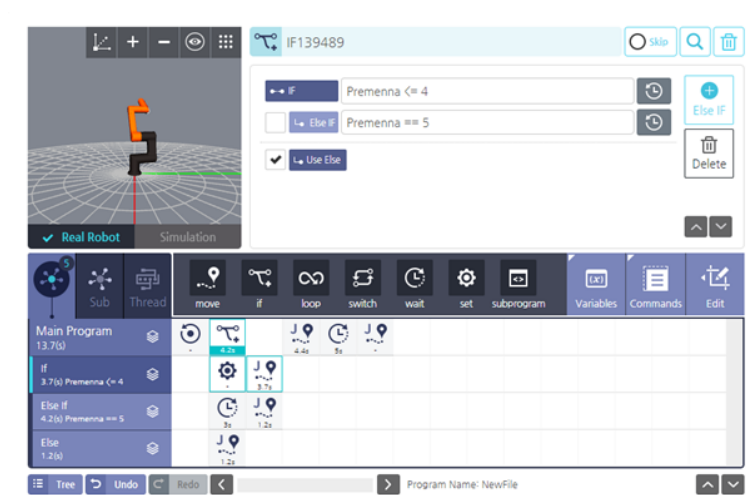 IF139489
Skip
IF
Premenna <= 4
Else IF
Else IF
Premenna == 5
Use Else
Delete
Real Robot
Simulation
5
Sub
Thread
move
if
loop
switch
wait
set
subprogram
Variables
Commands
Edit
Main Program
13.7(s)
4.2s
J
4.4s
5s
J
If
3.7(s) Premenna <= 4
J
3.7s
Else If
4.2(s) Premenna == 5
3s
J
1.2s
Else
1.2(s)
J
1.2s
Tree
Undo
Redo
Program Name: NewFile